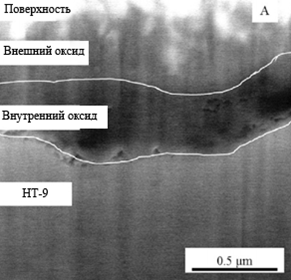 Поверхность
A
Внешний оксид
Внутренний оксид
HT-9
0.5 µm